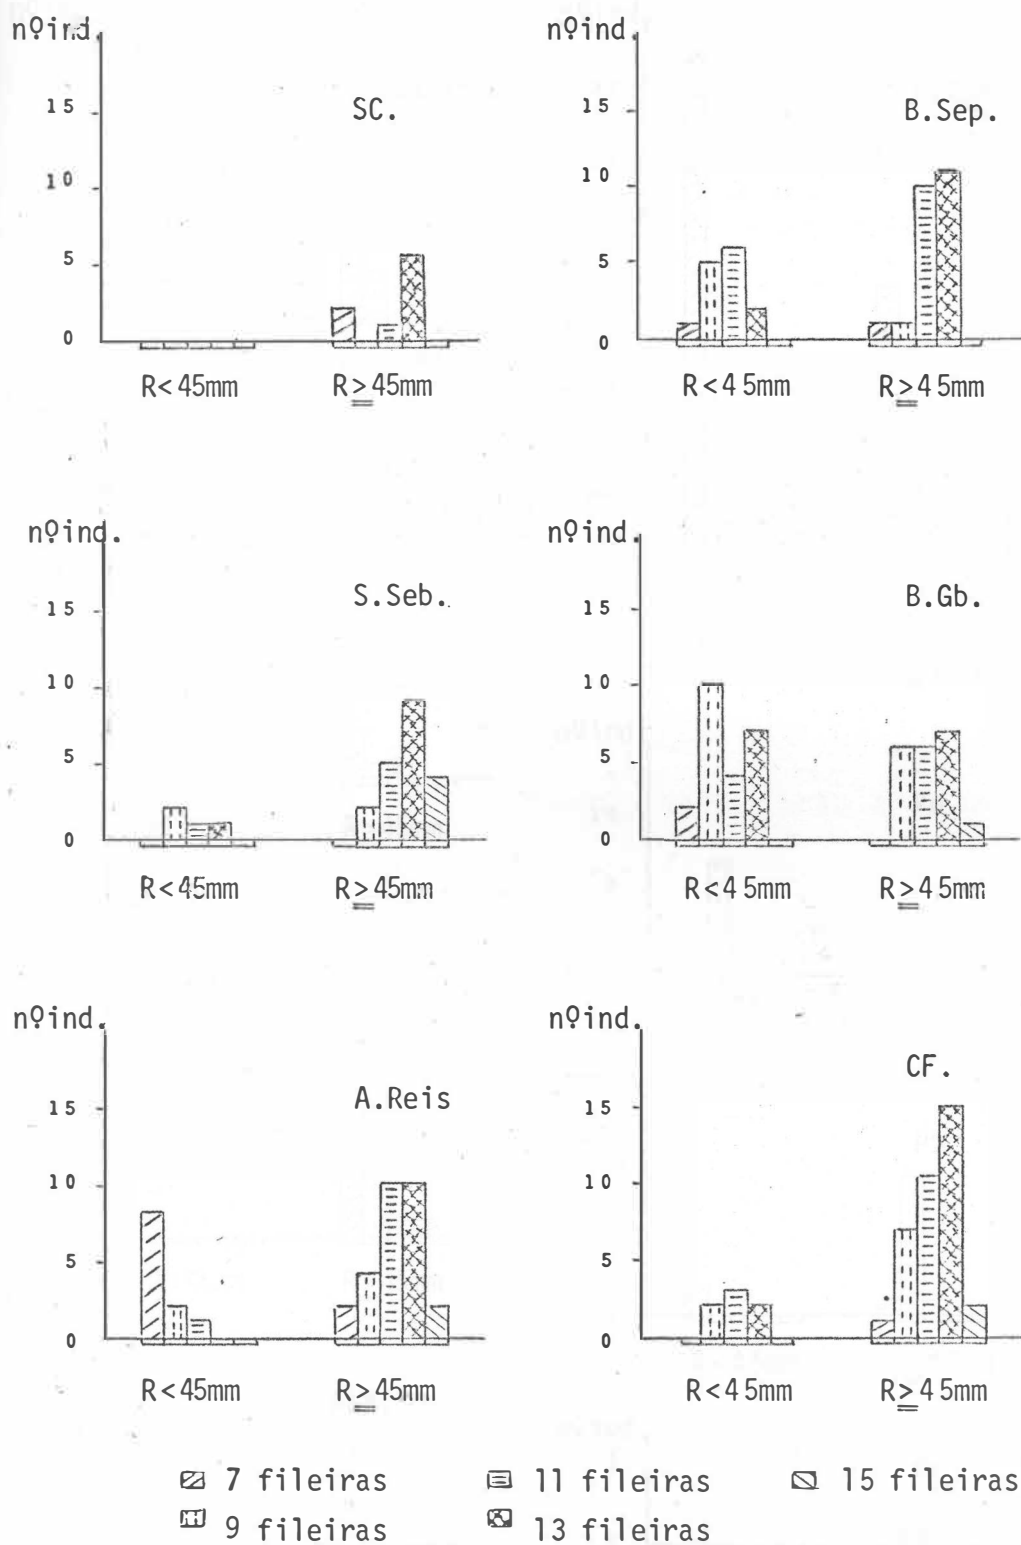 nºind. nºind.
SC. B.Sep.
15 15
10 10
5 5
0 0
R<45mm R≥45mm R<45mm R≥45mm
nºind. nºind.
S.Seb. B.Gb.
15 15
10 10
5 5
0 0
R<45mm R≥45mm R<45mm R≥45mm
nºind. nºind.
A.Reis CF.
15 15
10 10
5 5
0 0
R<45mm R≥45mm R<45mm R≥45mm
7 fileiras 11 fileiras 15 fileiras
9 fileiras 13 fileiras